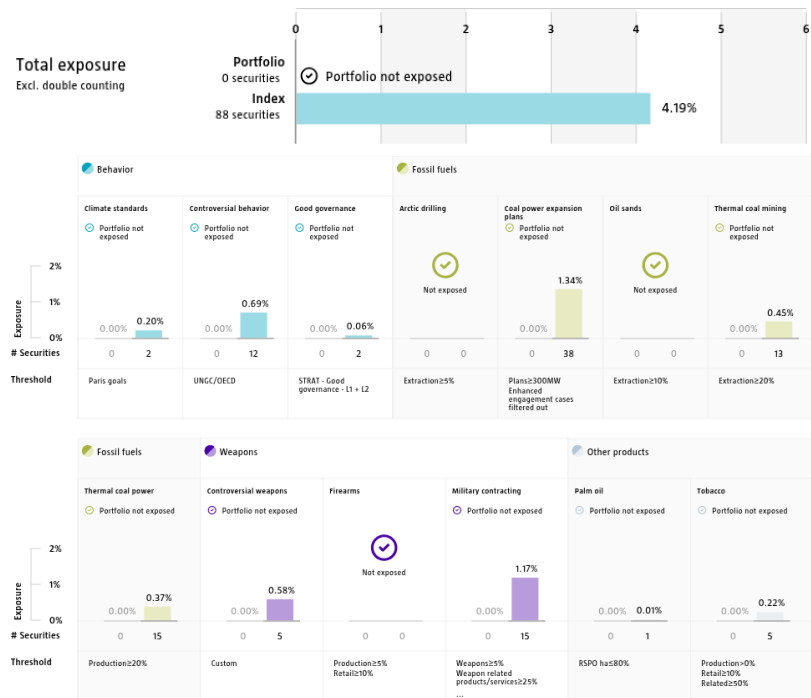 0 1 2 3 4 5 6
Total exposure
Excl. double counting
Portfolio
0 securities
Portfolio not exposed
Index
88 securities
4.19%
Behavior
Fossil fuels
Climate standards
Controversial behavior
Good governance
Arctic drilling
Coal power expansion
plans
Oil sands
Thermal coal mining
Portfolio not
exposed
Portfolio not
exposed
Portfolio not
exposed
Not exposed
Portfolio not
exposed
Not exposed
Portfolio not
exposed
Exposure
2%
1%
0%
0.00% 0.20%
0.00% 0.69%
0.00% 0.06%
0.00% 1.34%
0.00% 0.45%
# Securities
0 2
0 12
0 2
0 0
0 38
0 0
0 13
Threshold
Paris goals
UNGC/OECD
STRAT - Good
governance - L1 + L2
Extraction≥5%
Plans≥300MW
Enhanced
engagement cases
filtered out
Extraction≥10%
Extraction≥20%
Fossil fuels
Weapons
Other products
Thermal coal power
Controversial weapons
Firearms
Military contracting
Palm oil
Tobacco
Portfolio not exposed
Portfolio not exposed
Not exposed
Portfolio not exposed
Portfolio not exposed
Portfolio not exposed
Exposure
2%
1%
0%
0.00% 0.37%
0.00% 0.58%
0.00% 1.17%
0.00% 0.01%
0.00% 0.22%
# Securities
0 15
0 5
0 0
0 15
0 1
0 5
Threshold
Production≥20%
Custom
Production≥5%
Retail≥10%
Weapons≥5%
Weapon related
products/services≥25%
...
RSPO ha≤80%
Production>0%
Retail≥10%
Related≥50%